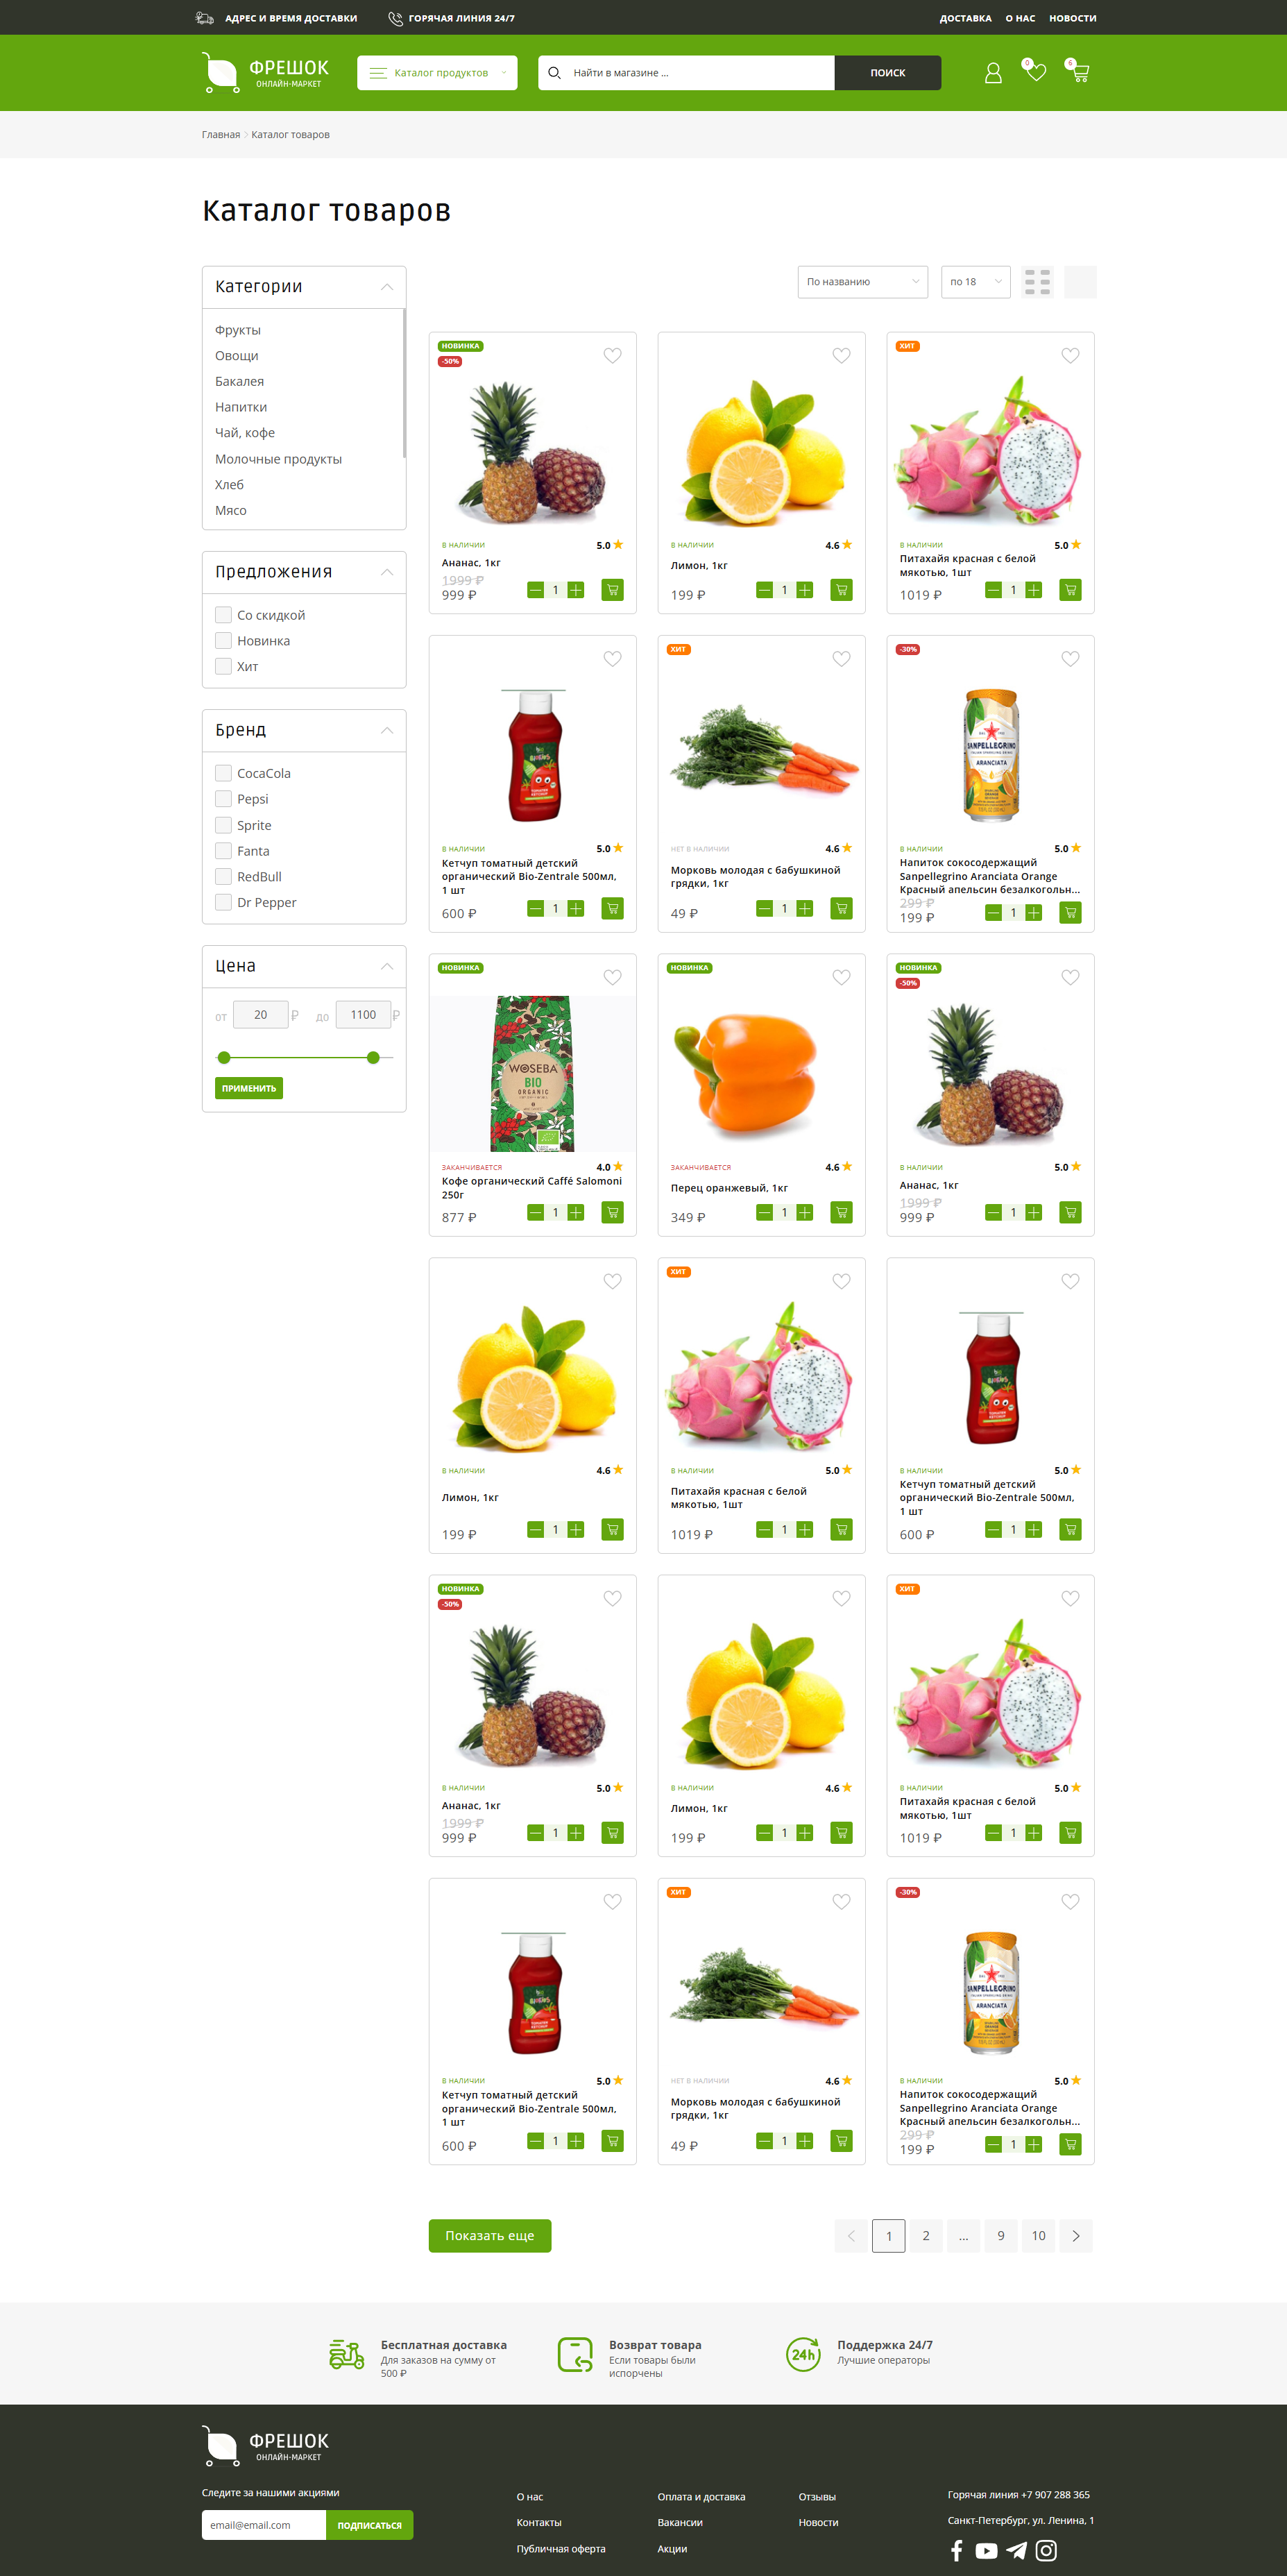 АДРЕС И ВРЕМЯ ДОСТАВКИ
ГОРЯЧАЯ ЛИНИЯ 24/7
ДОСТАВКА
О НАС
НОВОСТИ
ФРЕШОК
ОНЛАЙН-МАРКЕТ
Каталог продуктов
Найти в магазине ...
ПОИСК
0
6
Главная > Каталог товаров
Каталог товаров
Категории
Фрукты
Овощи
Бакалея
Напитки
Чай, кофе
Молочные продукты
Хлеб
Мясо
Предложения
Со скидкой
Новинка
Хит
Бренд
CocaCola
Pepsi
Sprite
Fanta
RedBull
Dr Pepper
Цена
от 20 ₽ до 1100 ₽
ПРИМЕНИТЬ
По названию
по 18
НОВИНКА
-50%
В НАЛИЧИИ 5.0
Ананас, 1кг
1999 ₽
999 ₽ 1
В НАЛИЧИИ 4.6
Лимон, 1кг
199 ₽ 1
ХИТ
В НАЛИЧИИ 5.0
Питахайя красная с белой
мякотью, 1шт
1019 ₽ 1
В НАЛИЧИИ 5.0
Кетчуп томатный детский
органический Bio-Zentrale 500мл,
1 шт
600 ₽ 1
ХИТ
НЕТ В НАЛИЧИИ 4.6
Морковь молодая с бабушкиной
грядки, 1кг
49 ₽ 1
-30%
SANPELLEGRINO
ARANCIATA
В НАЛИЧИИ 5.0
Напиток сокосодержащий
Sanpellegrino Aranciata Orange
Красный апельсин безалкогольн...
299 ₽
199 ₽ 1
НОВИНКА
WOSEBA
BIO
ORGANIC
ЗАКАНЧИВАЕТСЯ 4.0
Кофе органический Caffé Salomoni
250г
877 ₽ 1
НОВИНКА
ЗАКАНЧИВАЕТСЯ 4.6
Перец оранжевый, 1кг
349 ₽ 1
НОВИНКА
-50%
В НАЛИЧИИ 5.0
Ананас, 1кг
1999 ₽
999 ₽ 1
В НАЛИЧИИ 4.6
Лимон, 1кг
199 ₽ 1
ХИТ
В НАЛИЧИИ 5.0
Питахайя красная с белой
мякотью, 1шт
1019 ₽ 1
В НАЛИЧИИ 5.0
Кетчуп томатный детский
органический Bio-Zentrale 500мл,
1 шт
600 ₽ 1
НОВИНКА
-50%
В НАЛИЧИИ 5.0
Ананас, 1кг
1999 ₽
999 ₽ 1
В НАЛИЧИИ 4.6
Лимон, 1кг
199 ₽ 1
ХИТ
В НАЛИЧИИ 5.0
Питахайя красная с белой
мякотью, 1шт
1019 ₽ 1
В НАЛИЧИИ 5.0
Кетчуп томатный детский
органический Bio-Zentrale 500мл,
1 шт
600 ₽ 1
ХИТ
НЕТ В НАЛИЧИИ 4.6
Морковь молодая с бабушкиной
грядки, 1кг
49 ₽ 1
-30%
SANPELLEGRINO
ARANCIATA
В НАЛИЧИИ 5.0
Напиток сокосодержащий
Sanpellegrino Aranciata Orange
Красный апельсин безалкогольн...
299 ₽
199 ₽ 1
Показать еще
1 2 ... 9 10
Бесплатная доставка
Для заказов на сумму от
500 ₽
Возврат товара
Если товары были
испорчены
24h
Поддержка 24/7
Лучшие операторы
ФРЕШОК
ОНЛАЙН-МАРКЕТ
Следите за нашими акциями
email@email.com
ПОДПИСАТЬСЯ
О нас
Контакты
Публичная оферта
Оплата и доставка
Вакансии
Акции
Отзывы
Новости
Горячая линия +7 907 288 365
Санкт-Петербург, ул. Ленина, 1